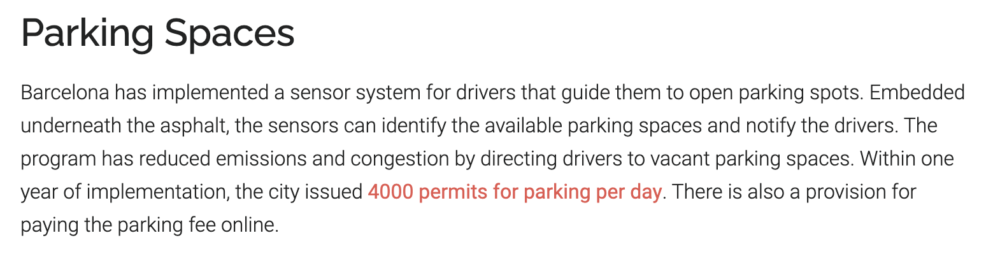 Parking Spaces
Barcelona has implemented a sensor system for drivers that guide them to open parking spots. Embedded
underneath the asphalt, the sensors can identify the available parking spaces and notify the drivers. The
program has reduced emissions and congestion by directing drivers to vacant parking spaces. Within one
year of implementation, the city issued 4000 permits for parking per day. There is also a provision for
paying the parking fee online.